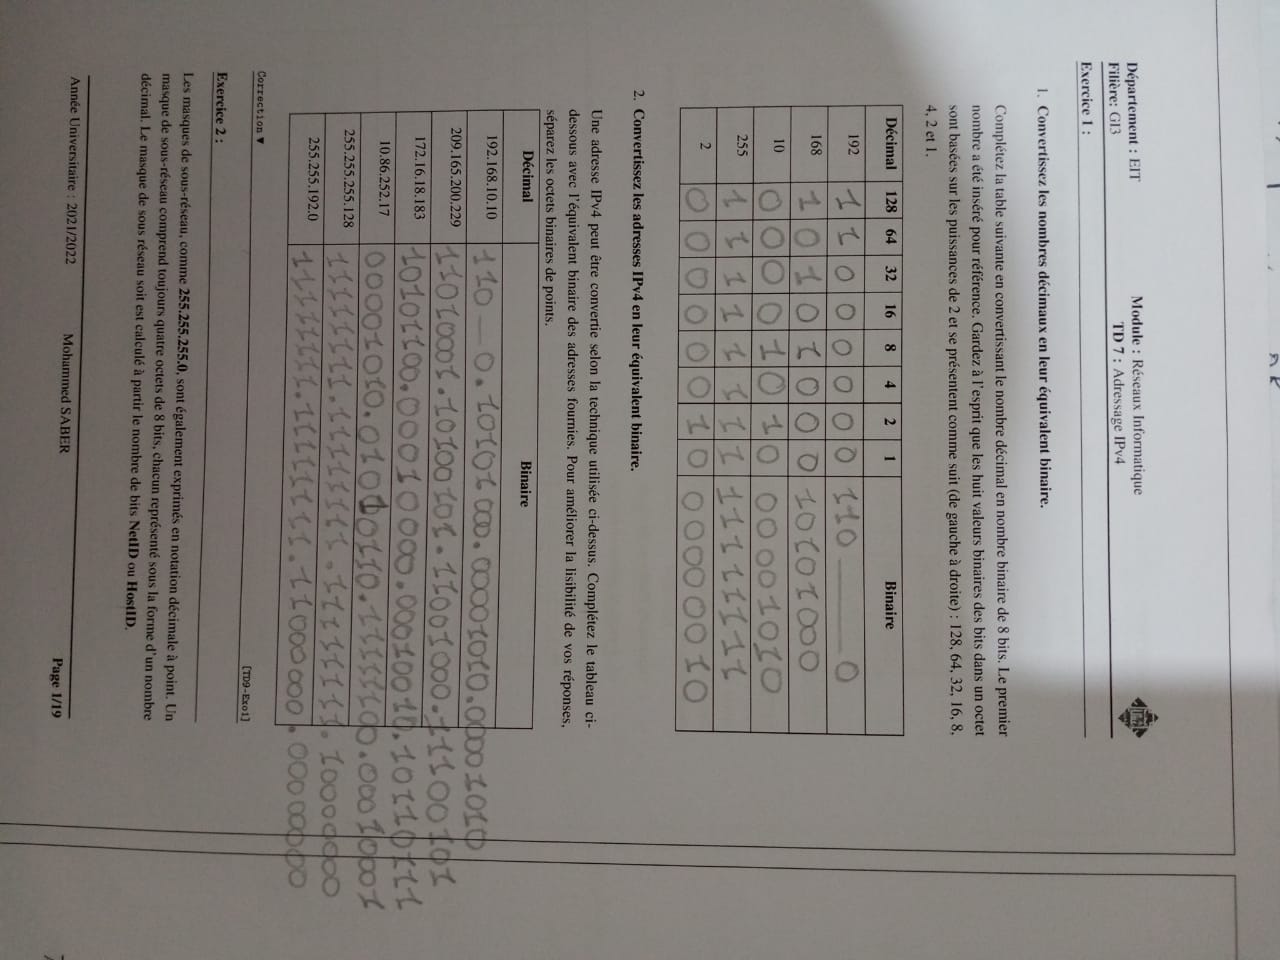 Département : EIT
Filière: GI3
Module : Réseaux Informatique
TD 7 : Adressage IPv4
Exercice 1 :
1. Convertissez les nombres décimaux en leur équivalent binaire.
Complétez la table suivante en convertissant le nombre décimal en nombre binaire de 8 bits. Le premier
nombre a été inséré pour référence. Gardez à l'esprit que les huit valeurs binaires des bits dans un octet
sont basées sur les puissances de 2 et se présentent comme suit (de gauche à droite) : 128, 64, 32, 16, 8,
4, 2 et 1.
Décimal 128 64 32 16 8 4 2 1 Binaire
192 1 1 0 0 0 0 0 0 110 — 0
168 1 0 1 0 1 0 0 0 10101000
10 0 0 0 0 1 0 1 0 00001010
255 1 1 1 1 1 1 1 1 11111111
2 0 0 0 0 0 0 1 0 00000010
2. Convertissez les adresses IPv4 en leur équivalent binaire.
Une adresse IPv4 peut être convertie selon la technique utilisée ci-dessus. Complétez le tableau ci-
dessous avec l'équivalent binaire des adresses fournies. Pour améliorer la lisibilité de vos réponses,
séparez les octets binaires de points.
Décimal Binaire
192.168.10.10 110 — 0.10101000.00001010.00001010
209.165.200.229 11010001.10100101.11001000.11100101
172.16.18.183 10101100.00010000.00010010.10110111
10.86.252.17 00001010.01010110.11111100.00010001
255.255.255.128 11111111.11111111.11111111.10000000
255.255.192.0 11111111.11111111.11000000.00000000
Correction ▼
[TD9-Exo1]
Exercice 2 :
Les masques de sous-réseau, comme 255.255.255.0, sont également exprimés en notation décimale à point. Un
masque de sous-réseau comprend toujours quatre octets de 8 bits, chacun représenté sous la forme d'un nombre
décimal. Le masque de sous réseau soit est calculé à partir le nombre de bits NetID ou HostID.
Année Universitaire : 2021/2022
Mohammed SABER
Page 1/19